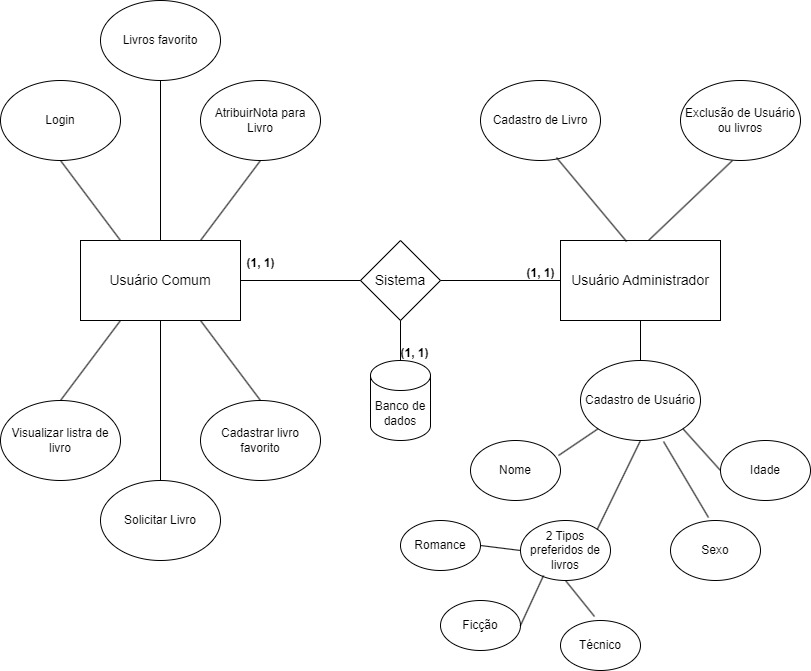 Livros favorito
Login
AtribuirNota para
Livro
Cadastro de Livro
Exclusão de Usuário
ou livros
Usuário Comum
(1, 1)
Sistema
(1, 1)
Usuário Administrador
(1, 1)
Banco de
dados
Visualizar listra de
livro
Cadastrar livro
favorito
Solicitar Livro
Cadastro de Usuário
Nome
Idade
2 Tipos
preferidos de
livros
Sexo
Romance
Ficção
Técnico